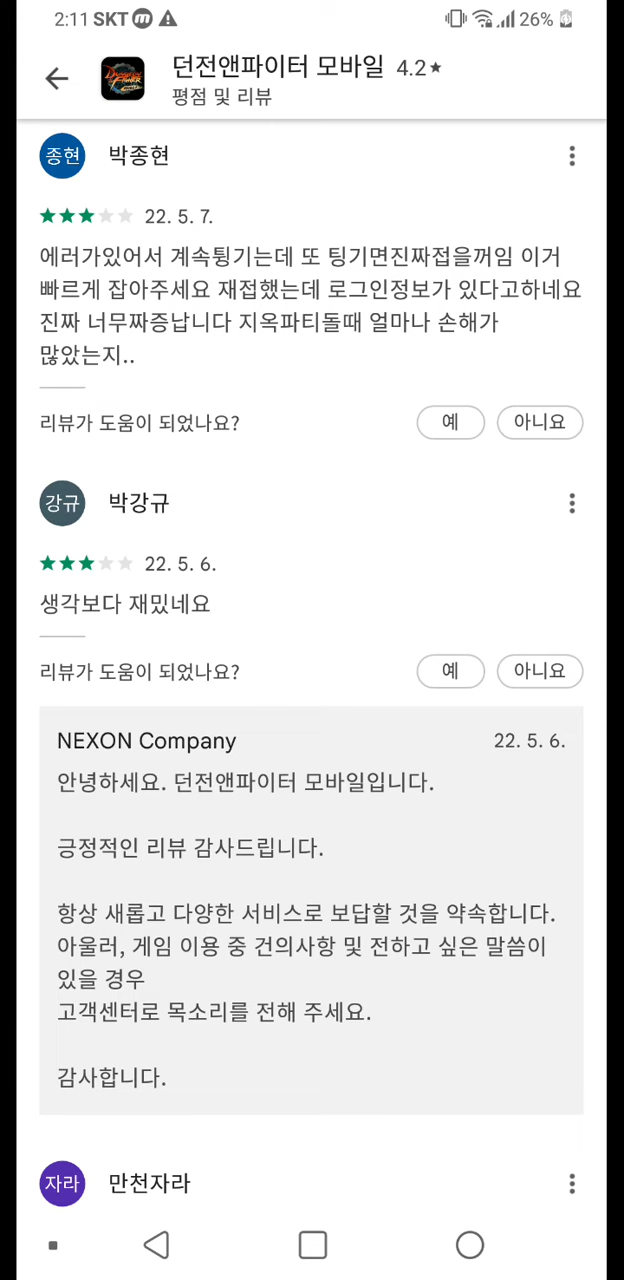 2:11 SKT m 26%
던전앤파이터 모바일 4.2★
평점 및 리뷰
종현 박종현
22. 5. 7.
에러가있어서 계속튕기는데 또 팅기면진짜접을꺼임 이거
빠르게 잡아주세요 재접했는데 로그인정보가 있다고하네요
진짜 너무짜증납니다 지옥파티돌때 얼마나 손해가
많았는지..
리뷰가 도움이 되었나요? 예 아니요
강규 박강규
22. 5. 6.
생각보다 재밌네요
리뷰가 도움이 되었나요? 예 아니요
NEXON Company 22. 5. 6.
안녕하세요. 던전앤파이터 모바일입니다.
긍정적인 리뷰 감사드립니다.
항상 새롭고 다양한 서비스로 보답할 것을 약속합니다.
아울러, 게임 이용 중 건의사항 및 전하고 싶은 말씀이
있을 경우
고객센터로 목소리를 전해 주세요.
감사합니다.
자라 만천자라